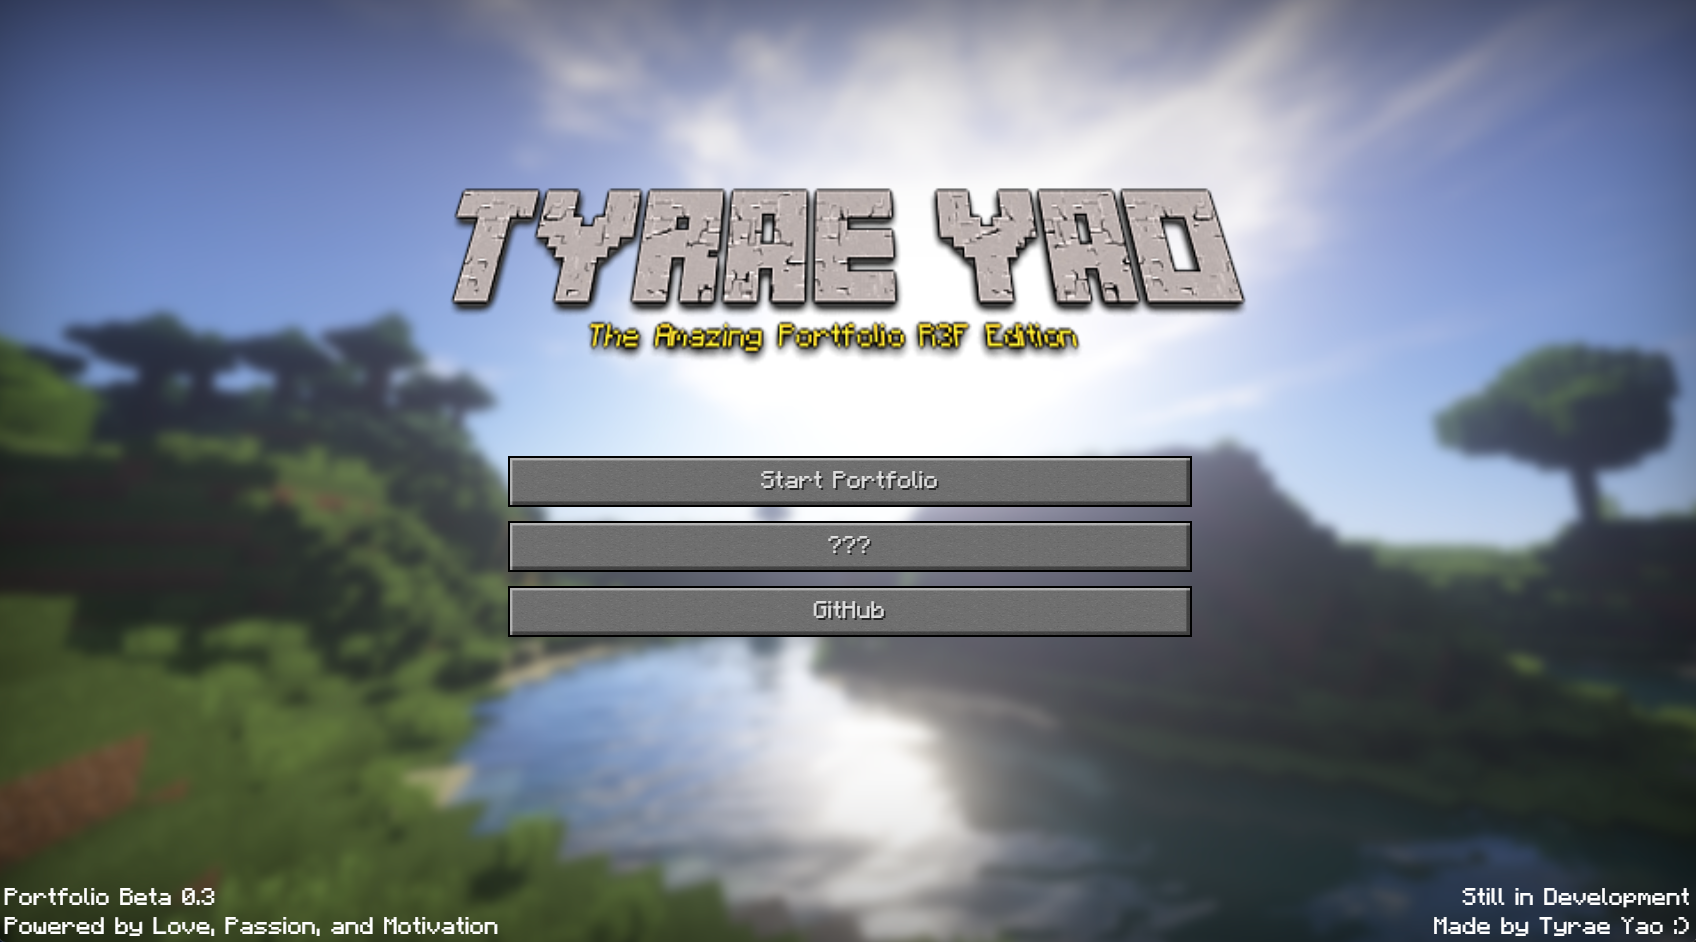 TYRAE YAO
The Amazing Portfolio R3F Edition
Start Portfolio
???
GitHub
Portfolio Beta 0.3
Powered by Love, Passion, and Motivation
Still in Development
Made by Tyrae Yao :)